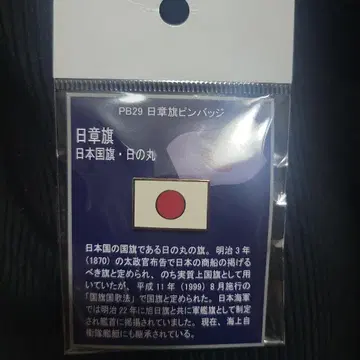 PB29 日章旗ピンバッジ
日章旗
日本国旗・日の丸
日本国の国旗である日の丸の旗。明治３年
(1870) の太政官布告で日本の商船の掲げる
べき旗と定められ、のち実質上国旗として用
いていたが、平成11年 (1999) ８月施行の
「国旗国歌法」で国旗と定められた。日本海軍
では明治22年に旭日旗と共に軍艦旗として制定
され艦首に掲揚されていました。現在、海上自
衛隊艦艇にも継承されている。